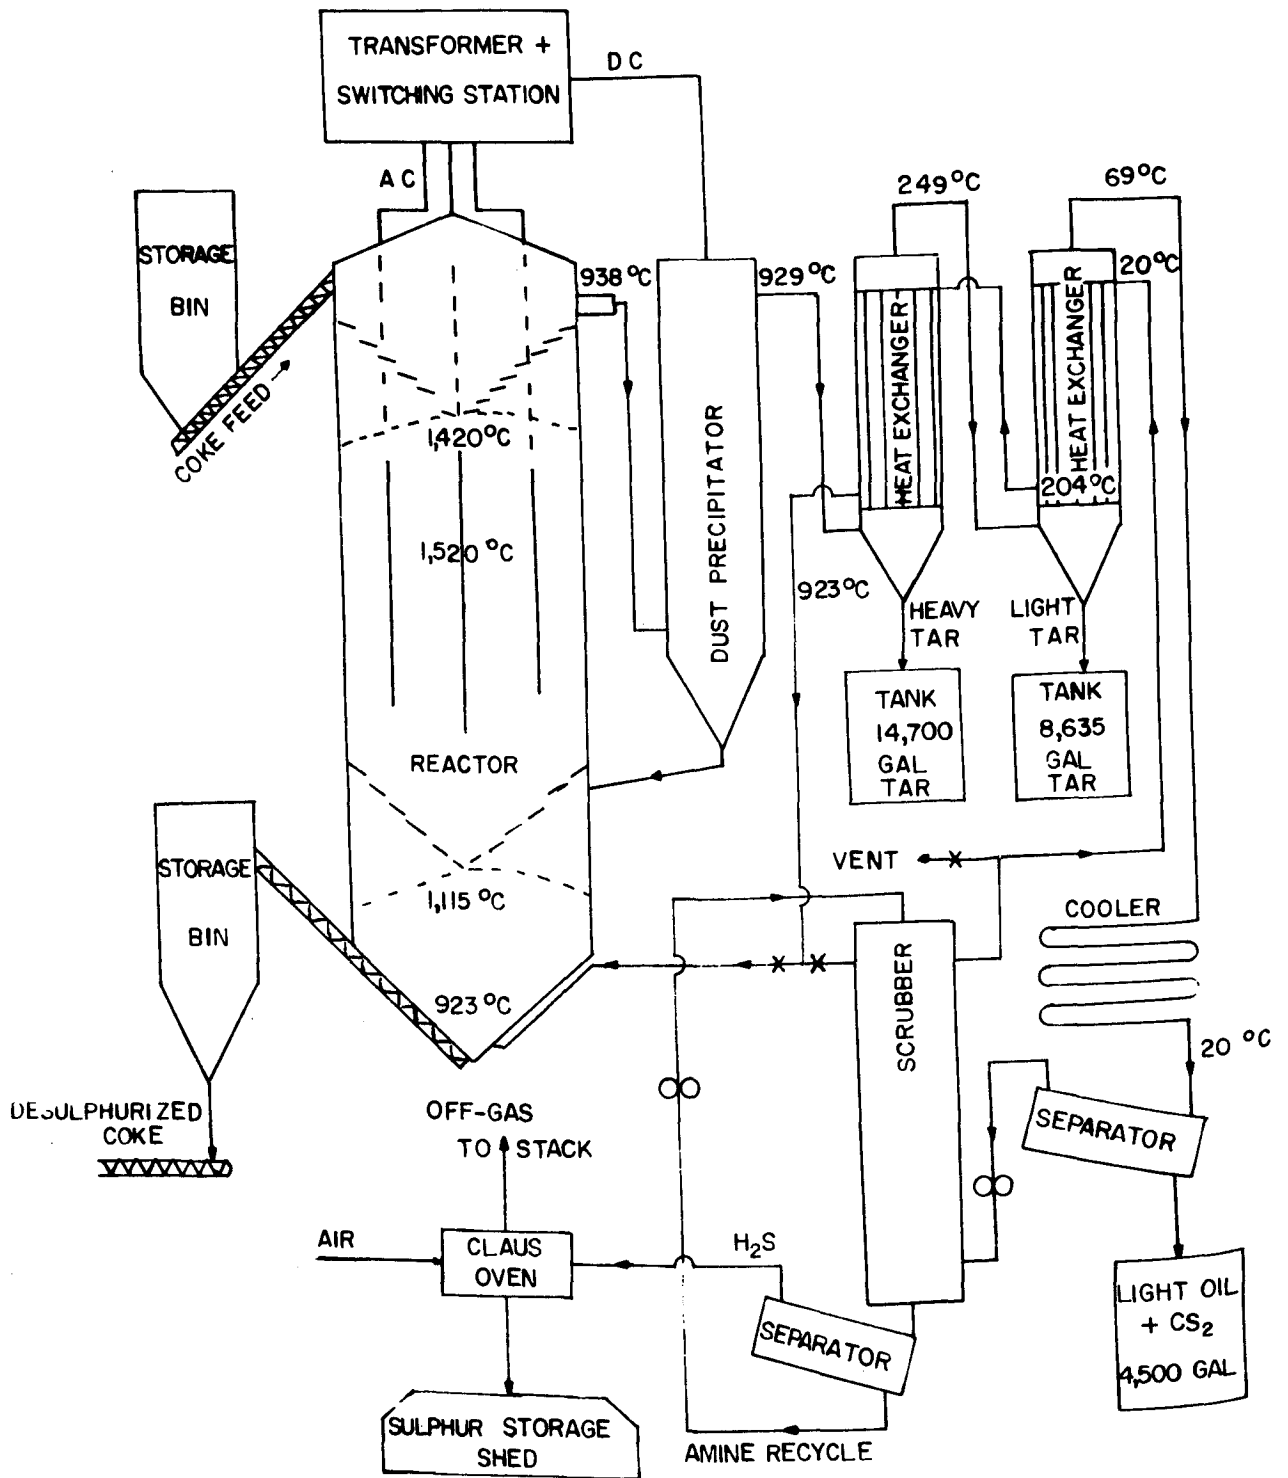 TRANSFORMER +
SWITCHING STATION
DC
AC
249°C
69°C
STORAGE
BIN
938°C
929°C
20°C
HEAT EXCHANGER
HEAT EXCHANGER
COKE FEED →
1,420°C
204°C
1,520°C
DUST PRECIPITATOR
923°C
HEAVY
TAR
LIGHT
TAR
TANK
14,700
GAL
TAR
TANK
8,635
GAL
TAR
REACTOR
STORAGE
BIN
VENT
1,115°C
COOLER
SCRUBBER
923°C
20°C
DESULPHURIZED
COKE
OFF-GAS
TO STACK
SEPARATOR
AIR
CLAUS
OVEN
H₂S
LIGHT OIL
+ CS₂
4,500 GAL
SEPARATOR
SULPHUR STORAGE
SHED
AMINE RECYCLE